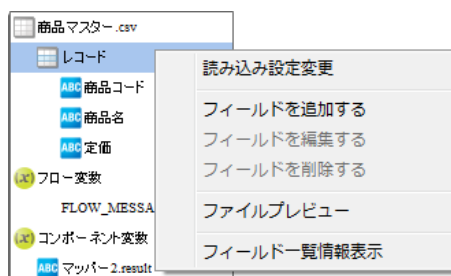 商品マスター.csv
レコード
ABC 商品コード
ABC 商品名
ABC 定価
(x) フロー変数
FLOW_MESSA
(x) コンポーネント変数
ABC マッパー2.result
読み込み設定変更
フィールドを追加する
フィールドを編集する
フィールドを削除する
ファイルプレビュー
フィールド一覧情報表示